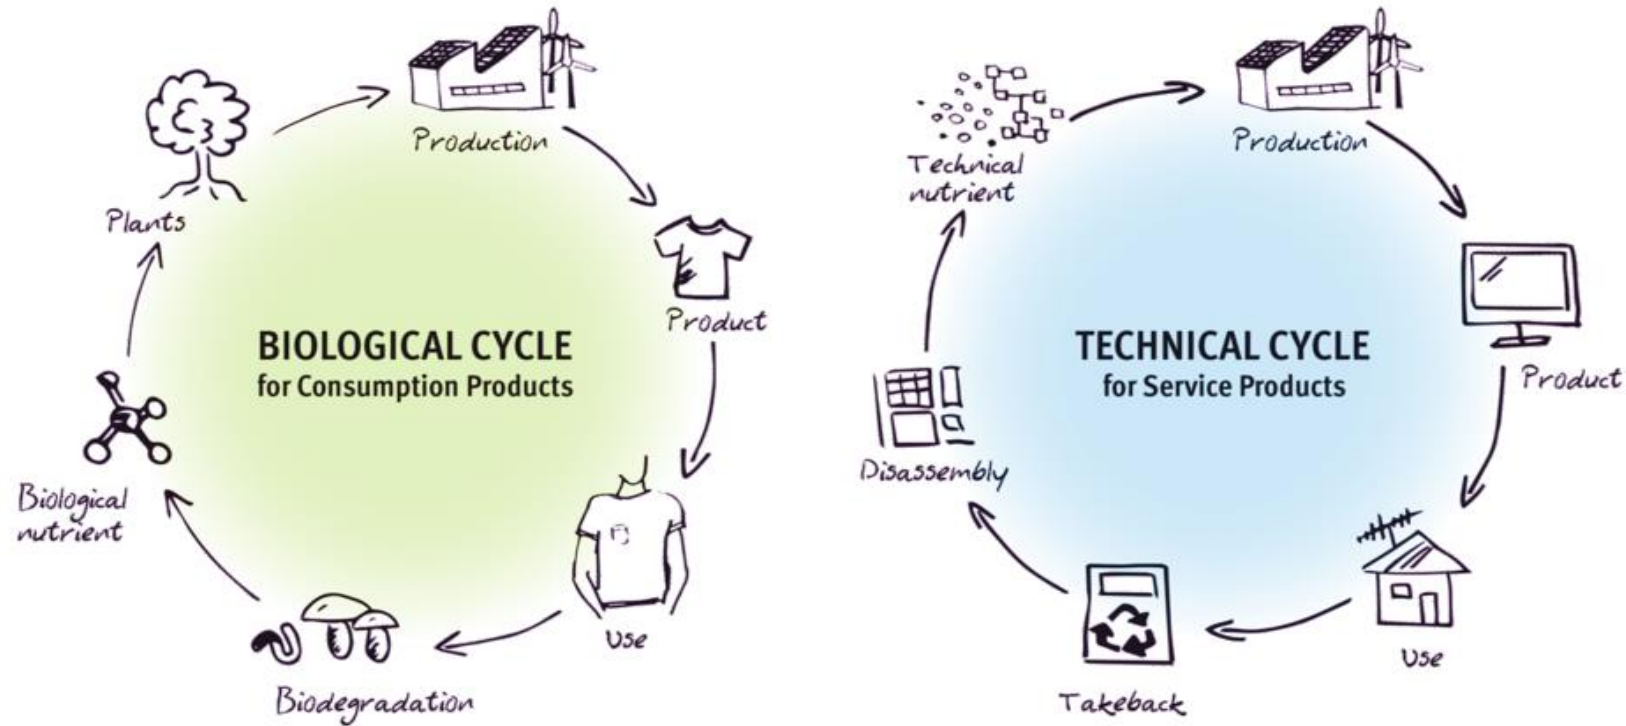 Production
Plants
Product
BIOLOGICAL CYCLE
for Consumption Products
Biological
nutrient
Use
Biodegradation
Production
Technical
nutrient
TECHNICAL CYCLE
for Service Products
Product
Disassembly
Use
Takeback